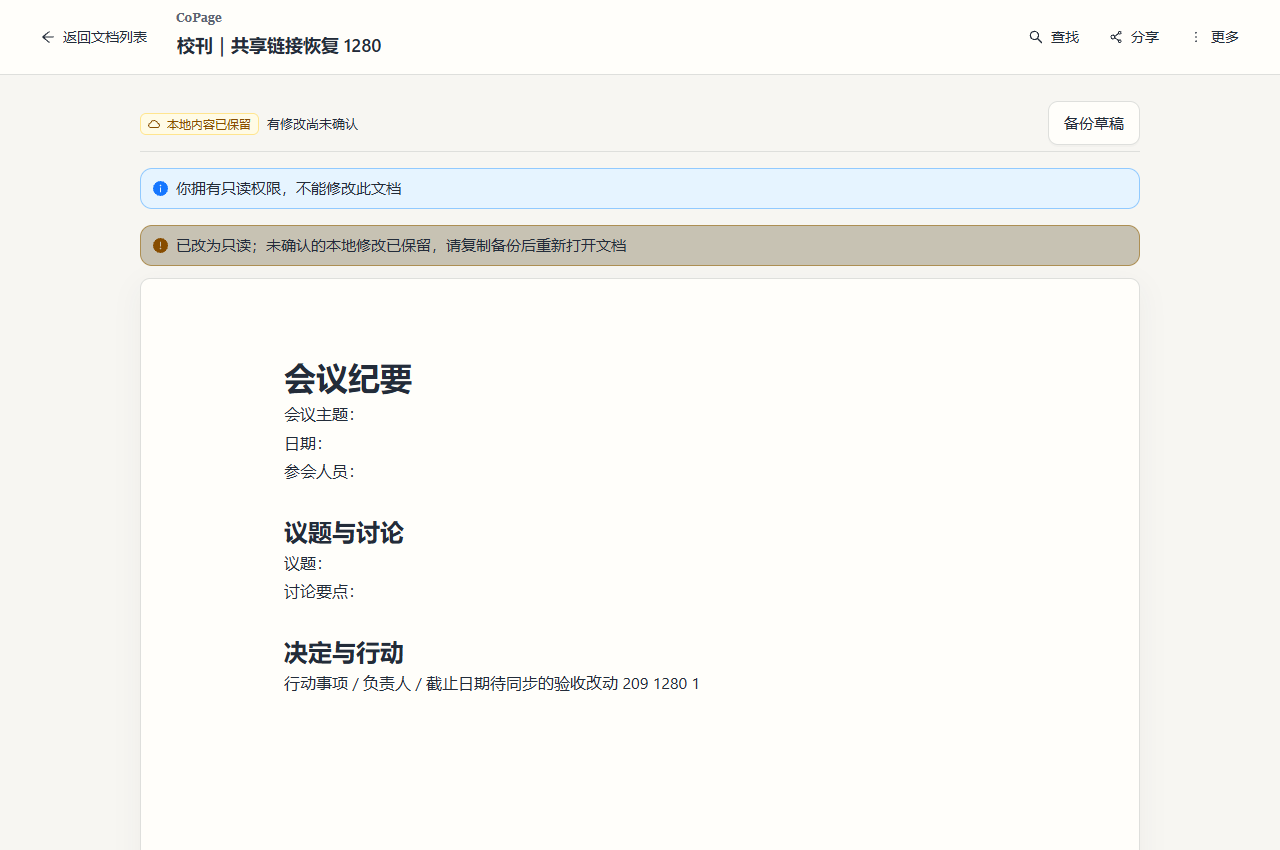 CoPage
返回文档列表
校刊｜共享链接恢复 1280
查找
分享
更多
本地内容已保留
有修改尚未确认
备份草稿
你拥有只读权限，不能修改此文档
已改为只读；未确认的本地修改已保留，请复制备份后重新打开文档
会议纪要
会议主题：
日期：
参会人员：
议题与讨论
议题：
讨论要点：
决定与行动
行动事项 / 负责人 / 截止日期待同步的验收改动 209 1280 1